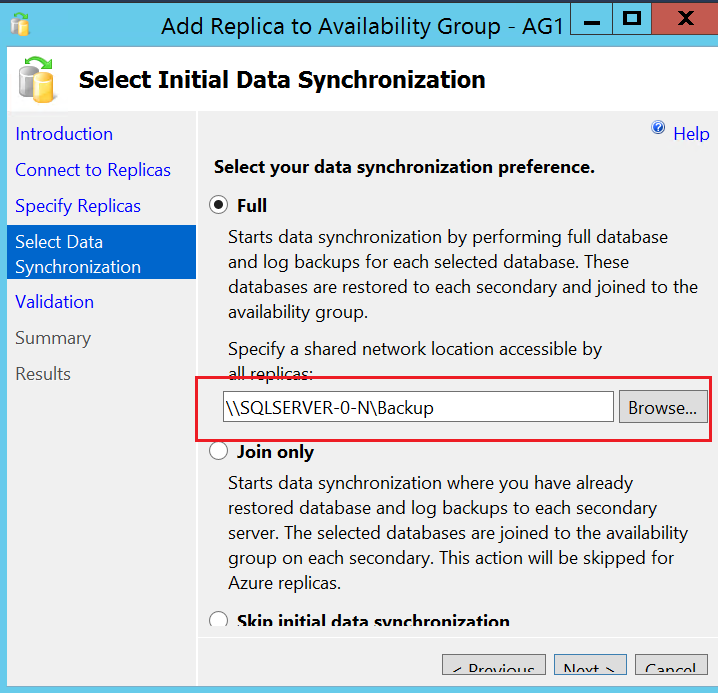 Add Replica to Availability Group - AG1
Select Initial Data Synchronization
Introduction
Connect to Replicas
Specify Replicas
Select Data
Synchronization
Validation
Summary
Results
Help
Select your data synchronization preference.
Full
Starts data synchronization by performing full database
and log backups for each selected database. These
databases are restored to each secondary and joined to the
availability group.
Specify a shared network location accessible by
all replicas:
\\SQLSERVER-0-N\Backup
Browse...
Join only
Starts data synchronization where you have already
restored database and log backups to each secondary
server. The selected databases are joined to the availability
group on each secondary. This action will be skipped for
Azure replicas.
Skip initial data synchronization
< Previous
Next >
Cancel